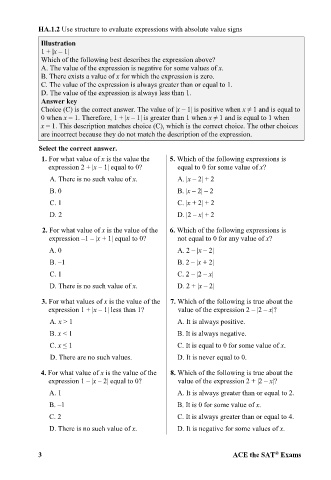 HA.1.2 Use structure to evaluate expressions with absolute value signs
Illustration
1 + |x – 1|
Which of the following best describes the expression above?
A. The value of the expression is negative for some values of x.
B. There exists a value of x for which the expression is zero.
C. The value of the expression is always greater than or equal to 1.
D. The value of the expression is always less than 1.
Answer key
Choice (C) is the correct answer. The value of |x − 1| is positive when x ≠ 1 and is equal to
0 when x = 1. Therefore, 1 + |x – 1| is greater than 1 when x ≠ 1 and is equal to 1 when
x = 1. This description matches choice (C), which is the correct choice. The other choices
are incorrect because they do not match the description of the expression.
Select the correct answer.
1. For what value of x is the value the
expression 2 + |x – 1| equal to 0?
A. There is no such value of x.
B. 0
C. 1
D. 2
2. For what value of x is the value of the
expression –1 – |x + 1| equal to 0?
A. 0
B. –1
C. 1
D. There is no such value of x.
3. For what values of x is the value of the
expression 1 + |x – 1| less than 1?
A. x > 1
B. x < 1
C. x ≤ 1
D. There are no such values.
4. For what value of x is the value of the
expression 1 – |x – 2| equal to 0?
A. 1
B. –1
C. 2
D. There is no such value of x.
5. Which of the following expressions is
equal to 0 for some value of x?
A. |x – 2| + 2
B. |x – 2| – 2
C. |x + 2| + 2
D. |2 – x| + 2
6. Which of the following expressions is
not equal to 0 for any value of x?
A. 2 – |x – 2|
B. 2 – |x + 2|
C. 2 – |2 – x|
D. 2 + |x – 2|
7. Which of the following is true about the
value of the expression 2 – |2 – x|?
A. It is always positive.
B. It is always negative.
C. It is equal to 0 for some value of x.
D. It is never equal to 0.
8. Which of the following is true about the
value of the expression 2 + |2 – x|?
A. It is always greater than or equal to 2.
B. It is 0 for some value of x.
C. It is always greater than or equal to 4.
D. It is negative for some values of x.
3 ACE the SAT® Exams